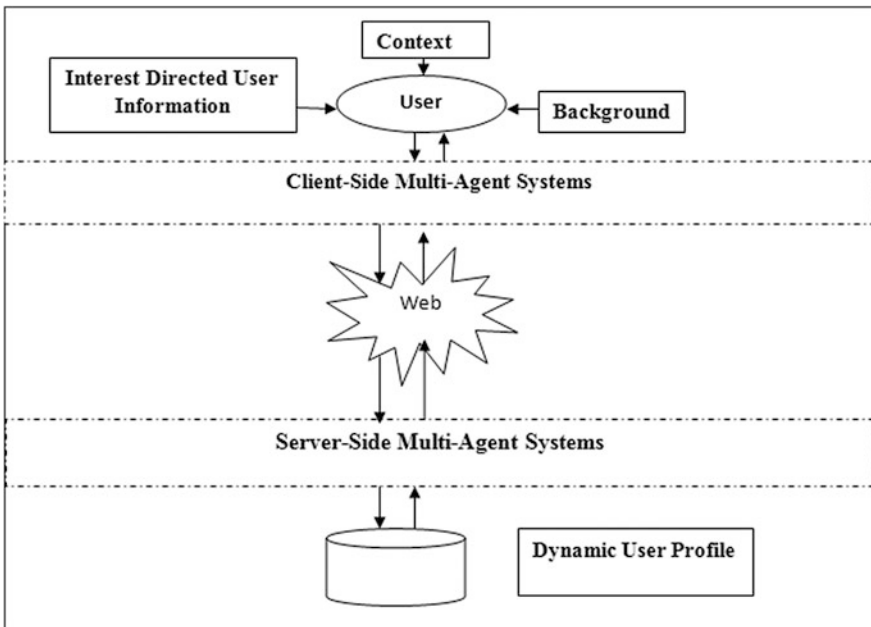 Context
Interest Directed User
Information
User
Background
Client-Side Multi-Agent Systems
Web
Server-Side Multi-Agent Systems
Dynamic User Profile